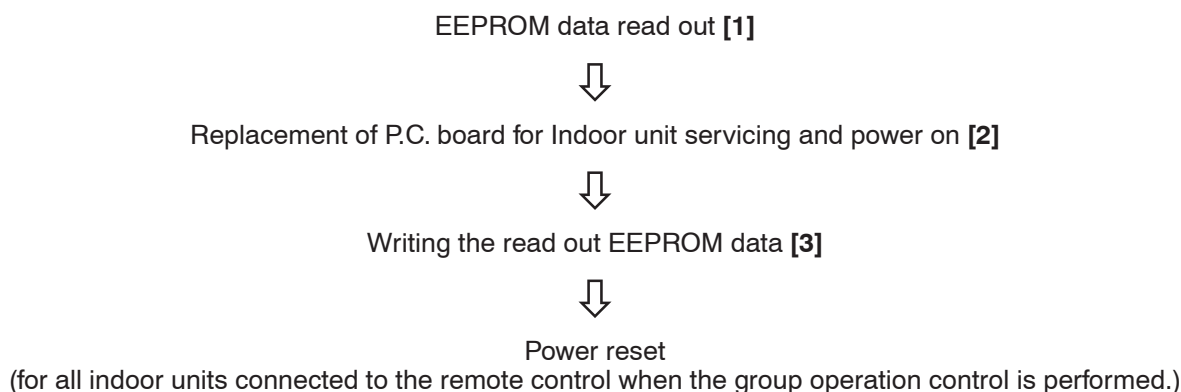 EEPROM data read out [1]
Replacement of P.C. board for Indoor unit servicing and power on [2]
Writing the read out EEPROM data [3]
Power reset
(for all indoor units connected to the remote control when the group operation control is performed.)